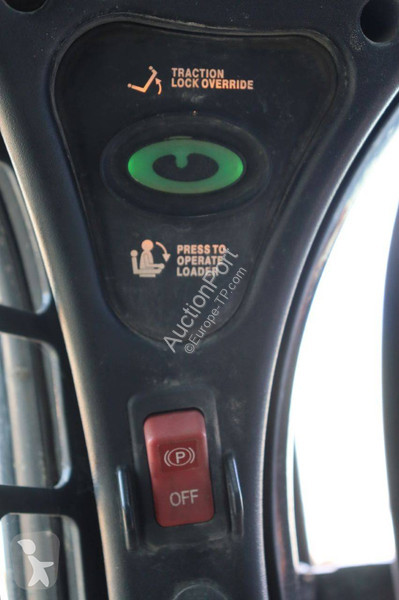 TRACTION
LOCK OVERRIDE
PRESS TO
OPERATE
LOADER
AuctionPort
©Europe-TP.com
P
OFF